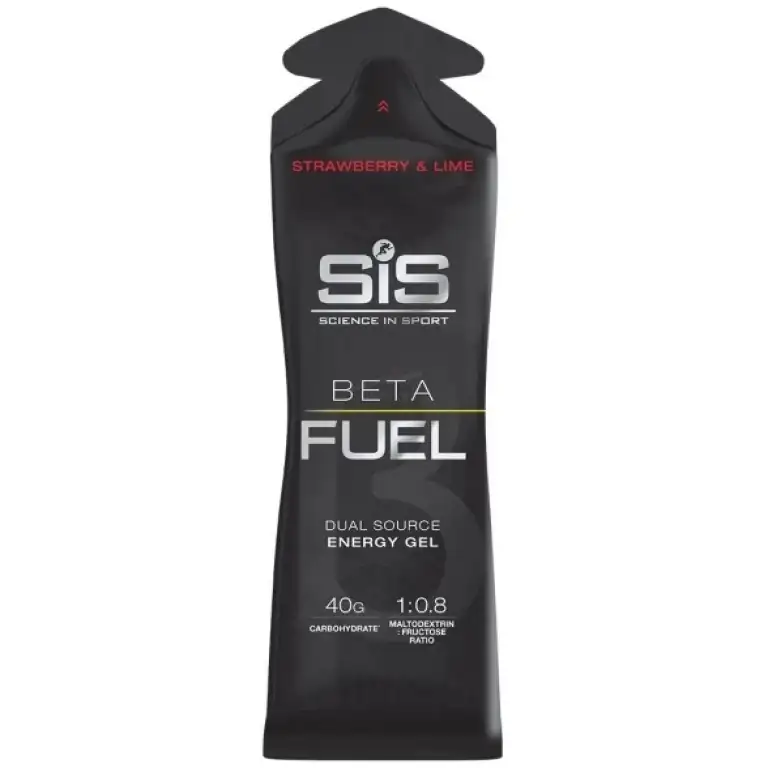 STRAWBERRY & LIME
SiS
SCIENCE IN SPORT
BETA
FUEL
DUAL SOURCE
ENERGY GEL
40G 1:0.8
CARBOHYDRATE* MALTODEXTRIN
: FRUCTOSE
RATIO